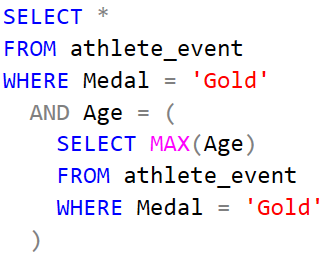 SELECT *
FROM athlete_event
WHERE Medal = 'Gold'
  AND Age = (
    SELECT MAX(Age)
    FROM athlete_event
    WHERE Medal = 'Gold'
  )